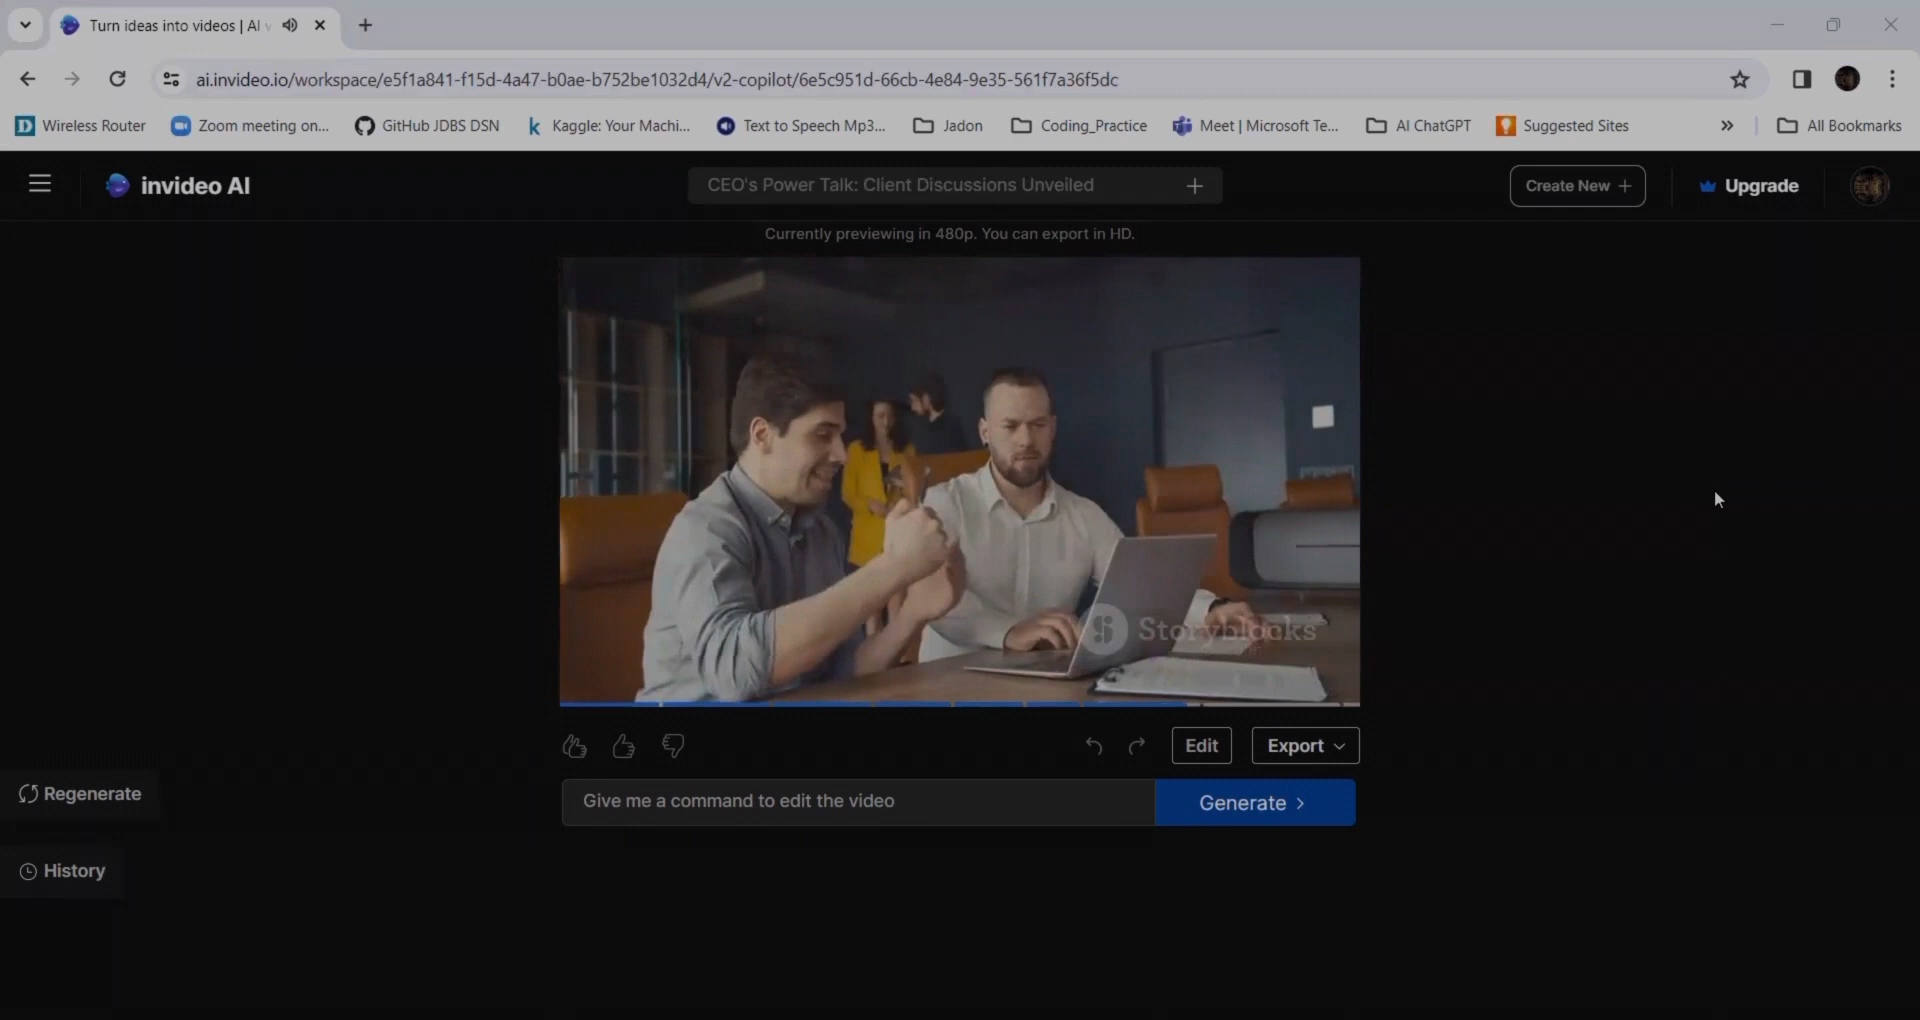 Turn ideas into videos | AI
ai.invideo.io/workspace/e5f1a841-f15d-4a47-b0ae-b752be1032d4/v2-copilot/6e5c951d-66cb-4e84-9e35-561f7a36f5dc
Wireless Router Zoom meeting on... GitHub JDBS DSN Kaggle: Your Machi... Text to Speech Mp3... Jadon Coding_Practice Meet | Microsoft Te... AI ChatGPT Suggested Sites » All Bookmarks
invideo AI CEO's Power Talk: Client Discussions Unveiled Create New Upgrade
Currently previewing in 480p. You can export in HD.
Storyblocks
Edit Export
Regenerate Give me a command to edit the video Generate
History